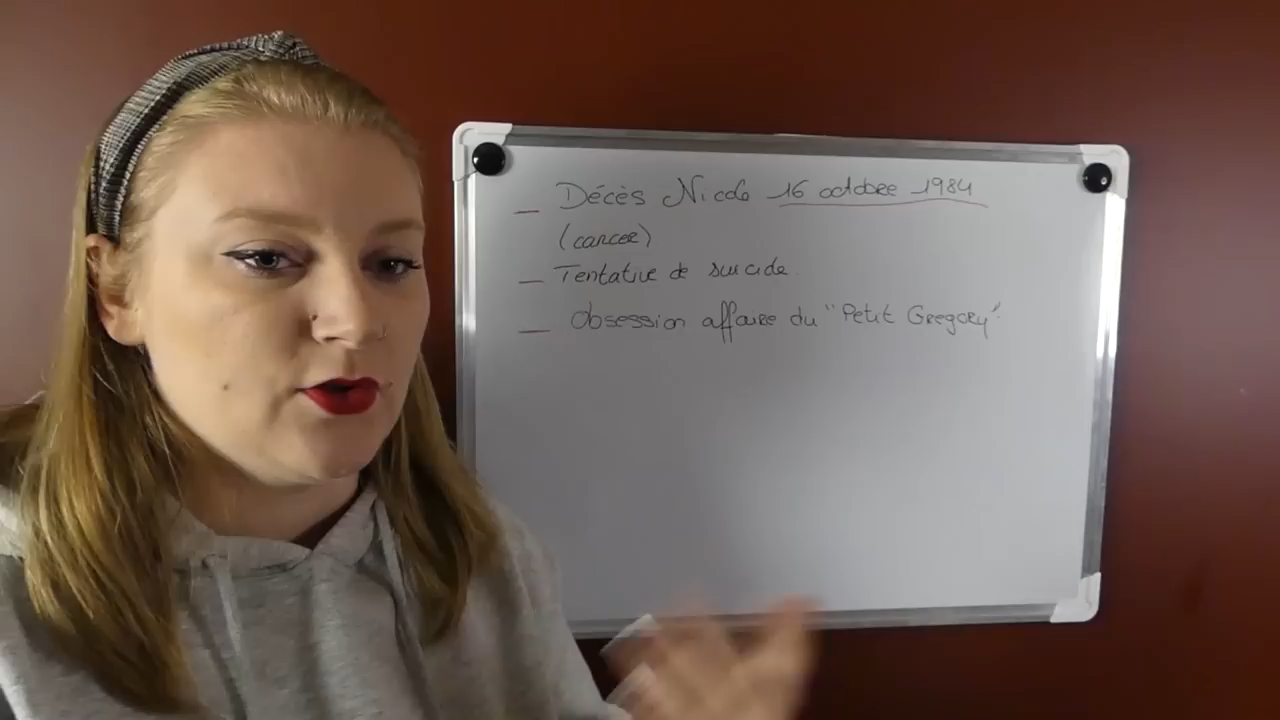 — Décès Nicole 16 octobre 1984
(cancer)
— Tentative de suicide.
— Obsession affaire du "Petit Gregory".